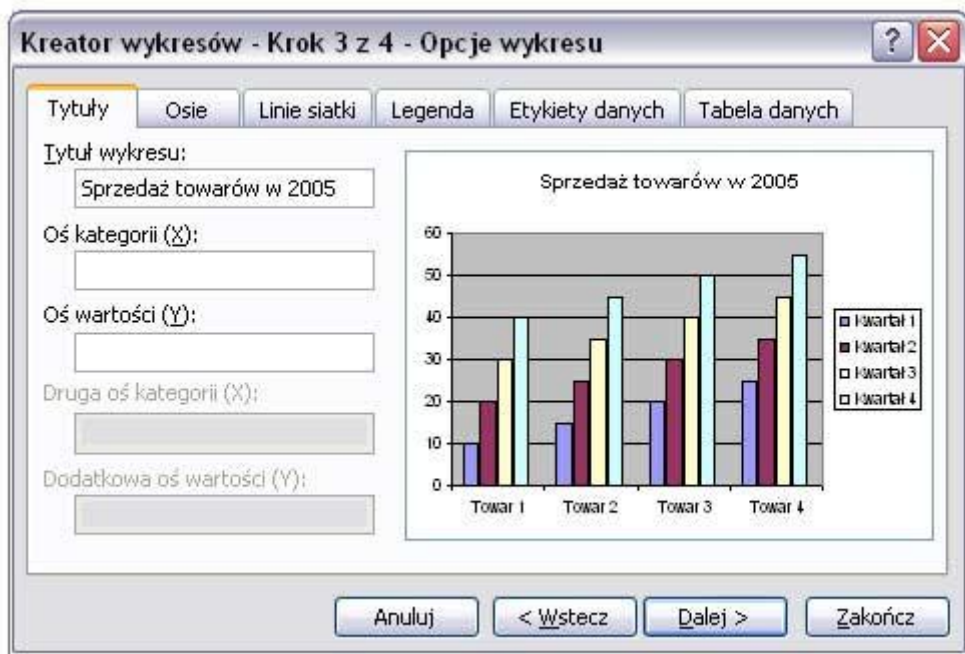 Kreator wykresów - Krok 3 z 4 - Opcje wykresu
Tytuły Osie Linie siatki Legenda Etykiety danych Tabela danych
Tytuł wykresu:
Sprzedaż towarów w 2005
Oś kategorii (X):
Oś wartości (Y):
Druga oś kategorii (X):
Dodatkowa oś wartości (Y):
Sprzedaż towarów w 2005
60
50
40
30
20
10
0
Towar 1 Towar 2 Towar 3 Towar 4
kwartał 1
kwartał 2
kwartał 3
kwartał 4
Anuluj < Wstecz Dalej > Zakończ